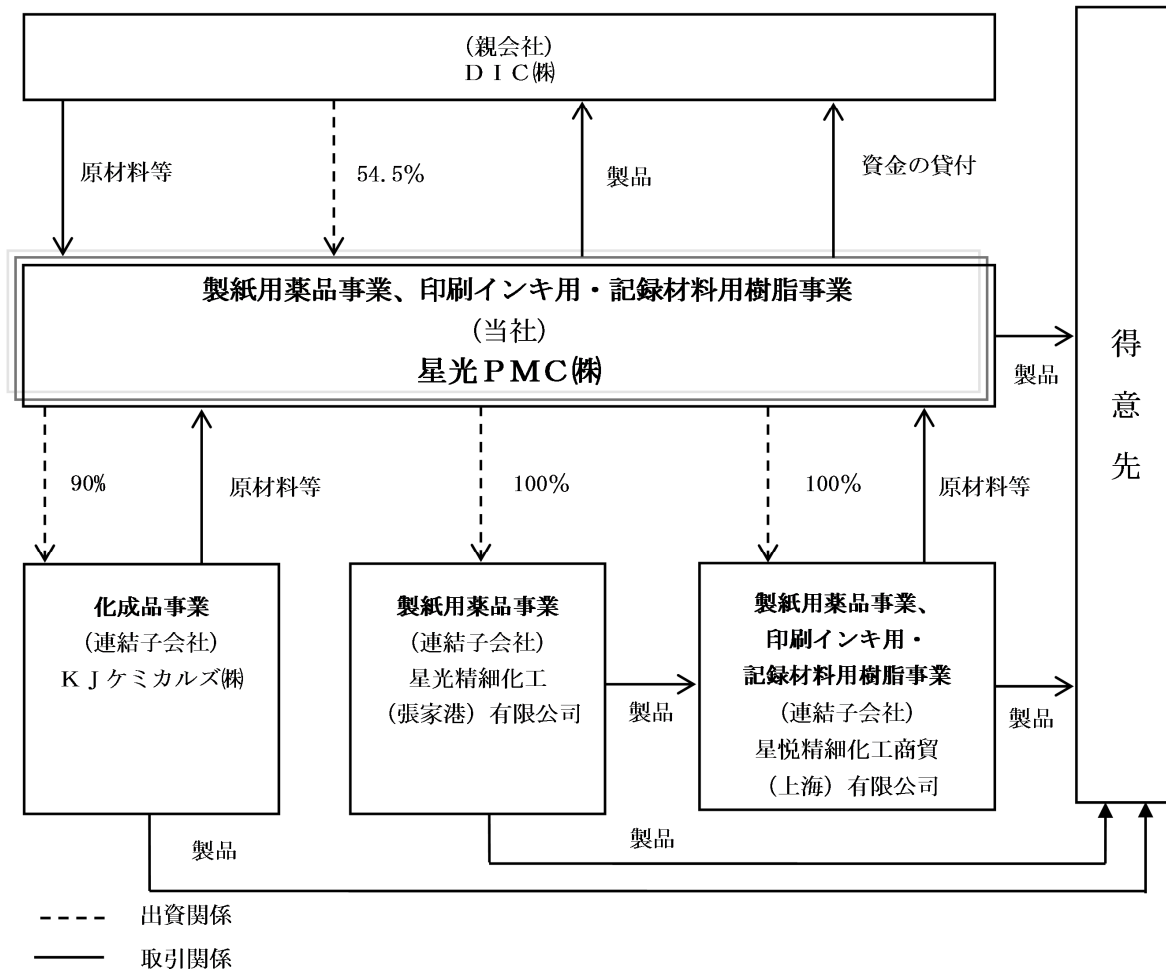 (親会社)
ＤＩＣ㈱
原材料等
54.5％
製品
資金の貸付
製紙用薬品事業、印刷インキ用・記録材料用樹脂事業
(当社)
星光ＰＭＣ㈱
製品
得意先
90%
原材料等
100％
100％
原材料等
化成品事業
(連結子会社)
ＫＪケミカルズ㈱
製紙用薬品事業
(連結子会社)
星光精細化工
（張家港）有限公司
製品
製紙用薬品事業、
印刷インキ用・
記録材料用樹脂事業
(連結子会社)
星悦精細化工商貿
（上海）有限公司
製品
製品
製品
出資関係
取引関係